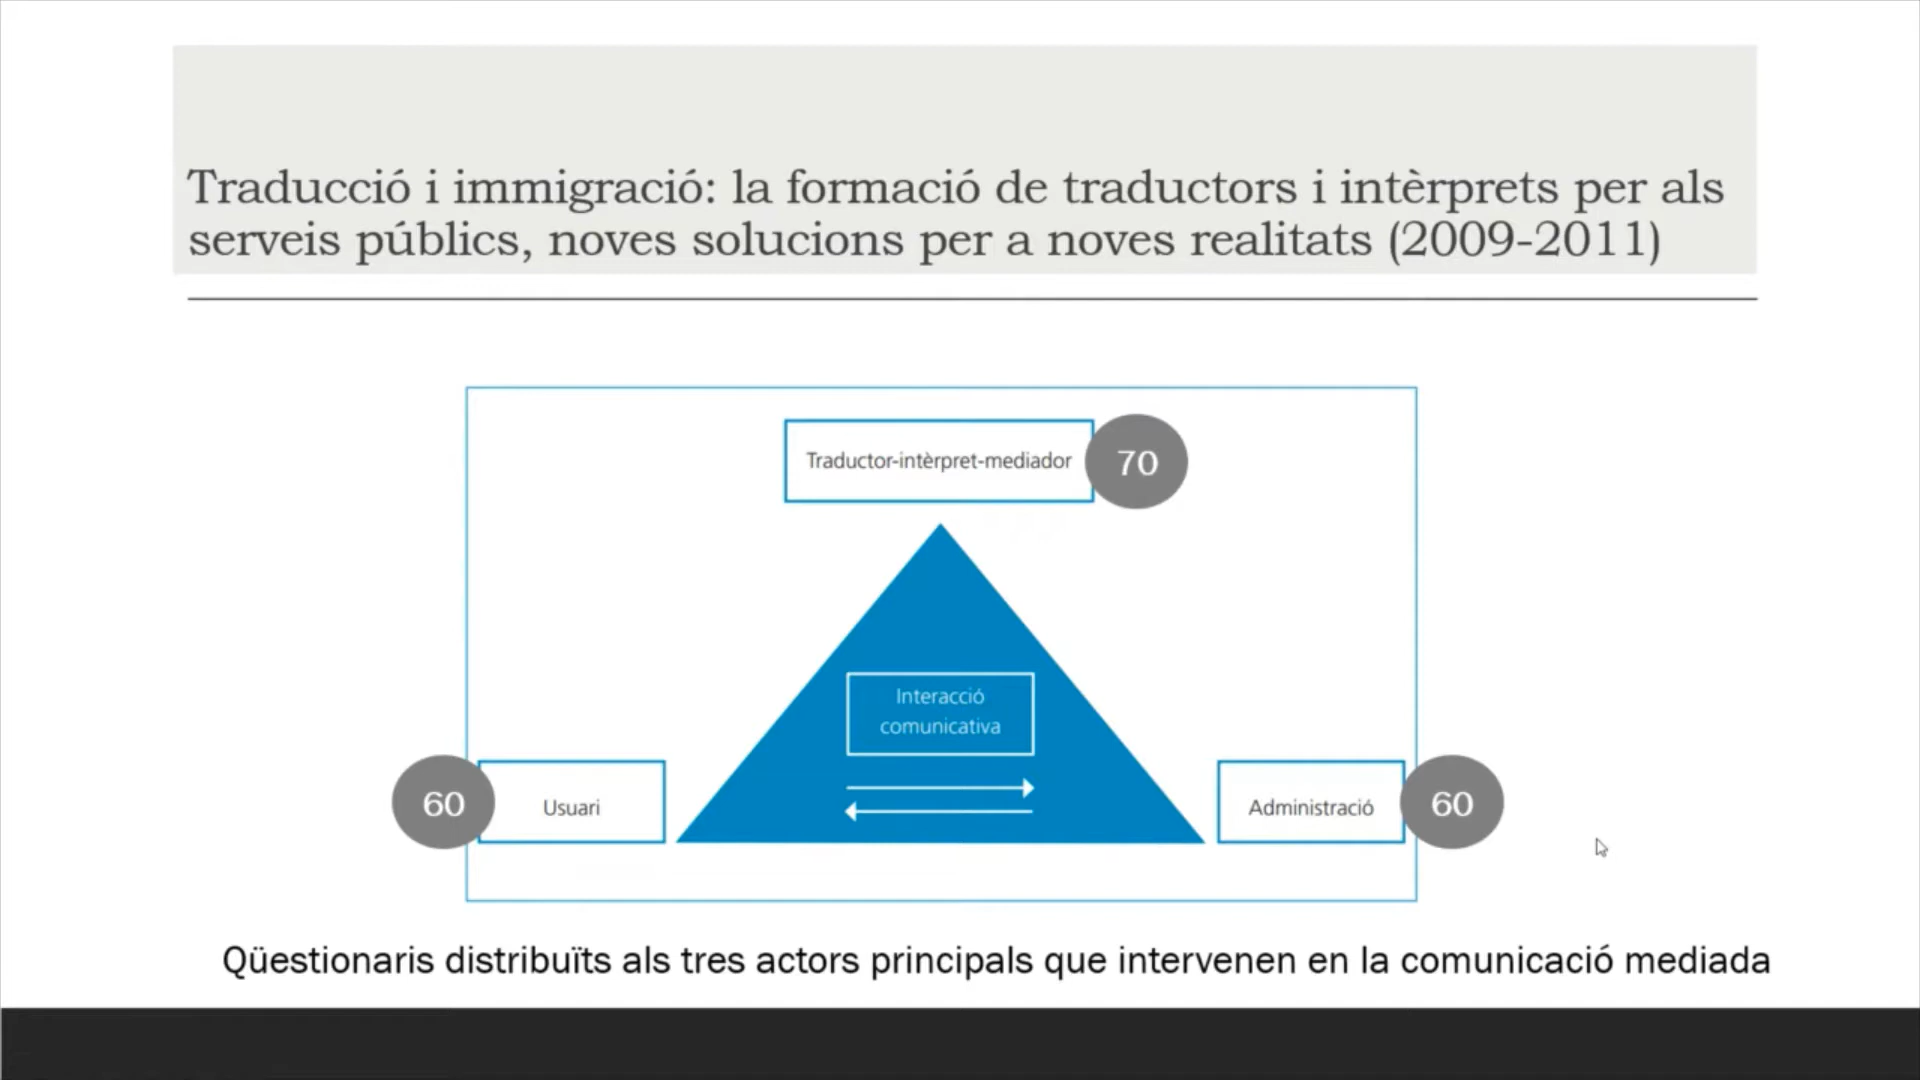 Traducció i immigració: la formació de traductors i intèrprets per als
serveis públics, noves solucions per a noves realitats (2009-2011)
Traductor-intèrpret-mediador
70
Interacció
comunicativa
60
Usuari
Administració
60
Qüestionaris distribuïts als tres actors principals que intervenen en la comunicació mediada